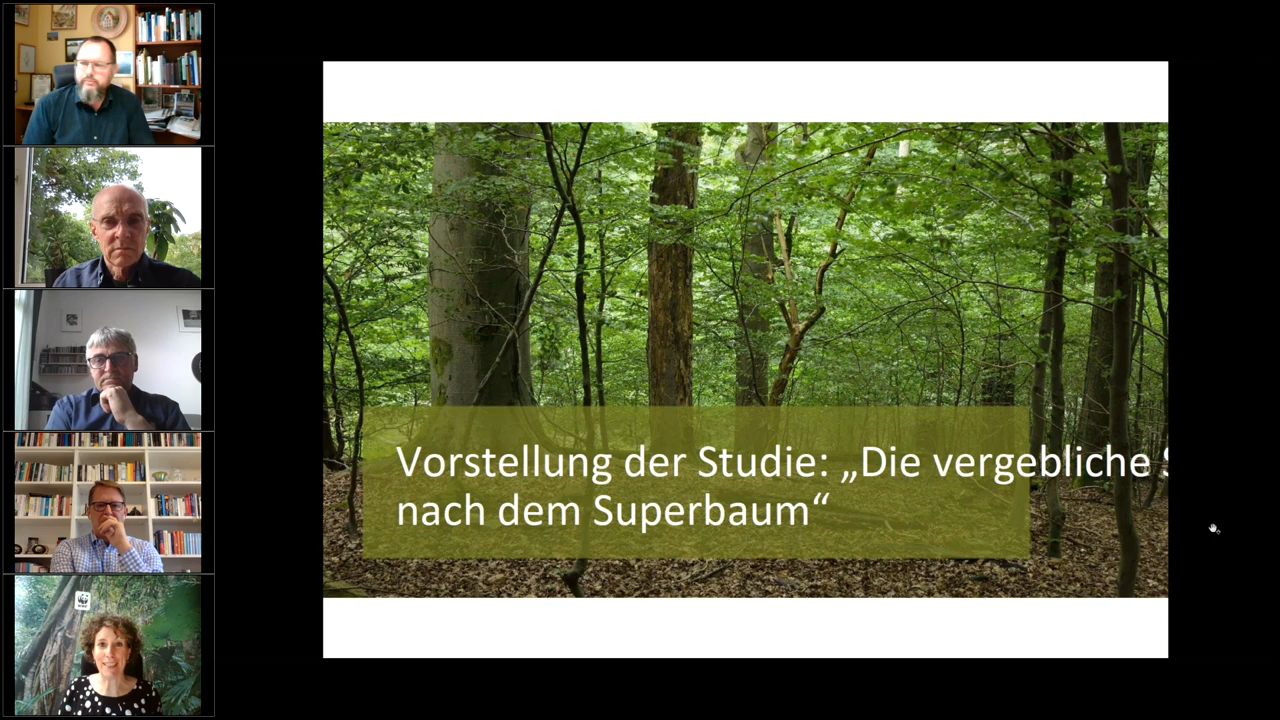 Vorstellung der Studie: „Die vergebliche
nach dem Superbaum“